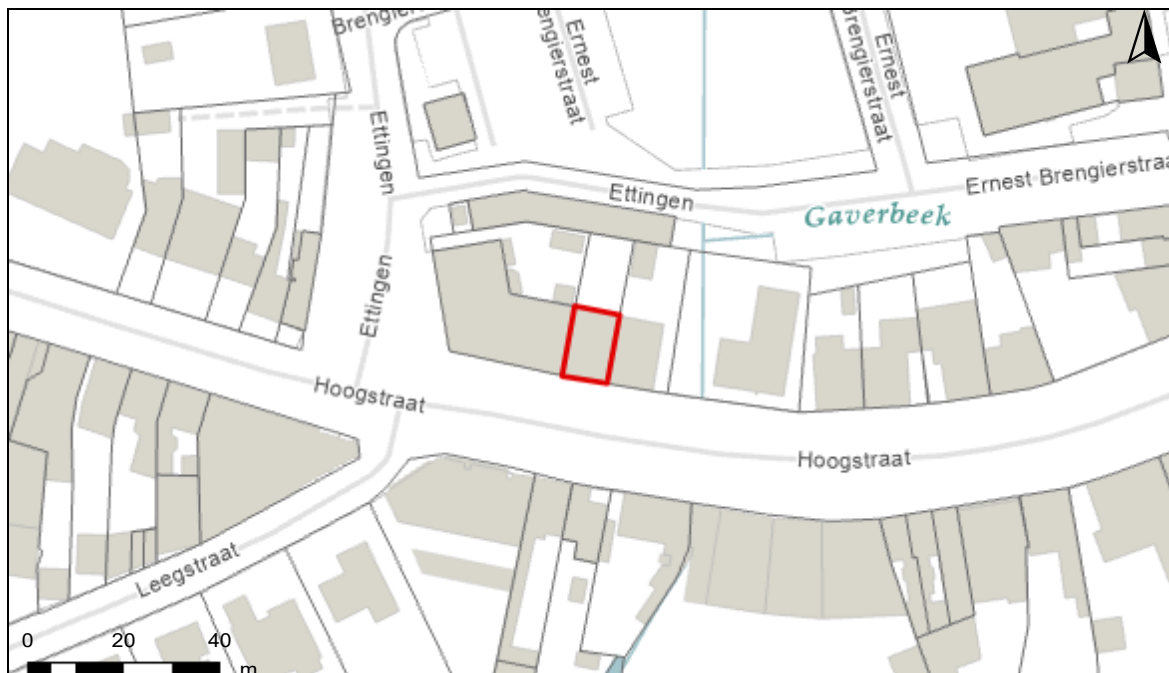 Brengier
Ernest
Brengierstraat
Ernest
Brengierstraat
Ettingen
Ettingen
Ernest Brengierstraa
Gaverbeek
Ettingen
Hoogstraat
Hoogstraat
Leegstraat
0 20 40
m